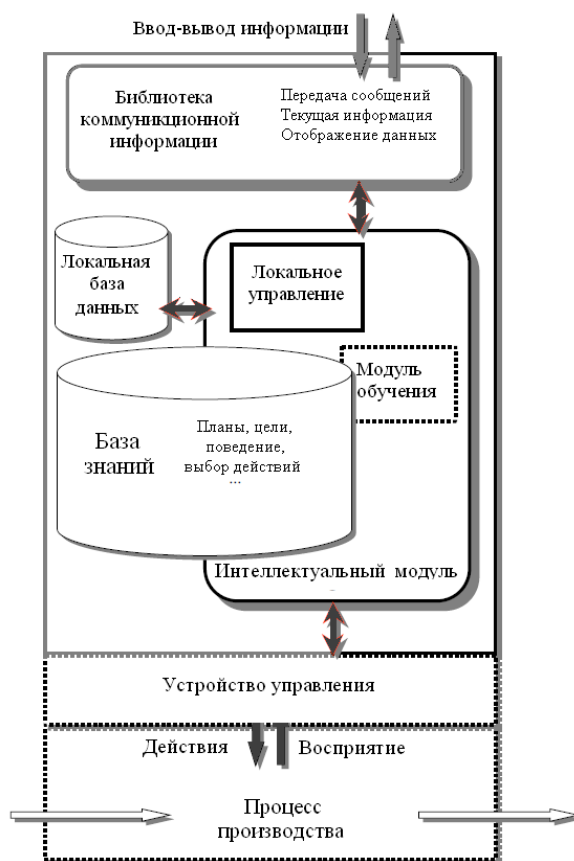 Ввод-вывод информации
Библиотека
коммуникционной
информации
Передача сообщений
Текущая информация
Отображение данных
Локальная
база
данных
Локальное
управление
Модуль
обучения
База
знаний
Планы, цели,
поведение,
выбор действий
...
Интеллектуальный модуль
Устройство управления
Действия
Восприятие
Процесс
производства